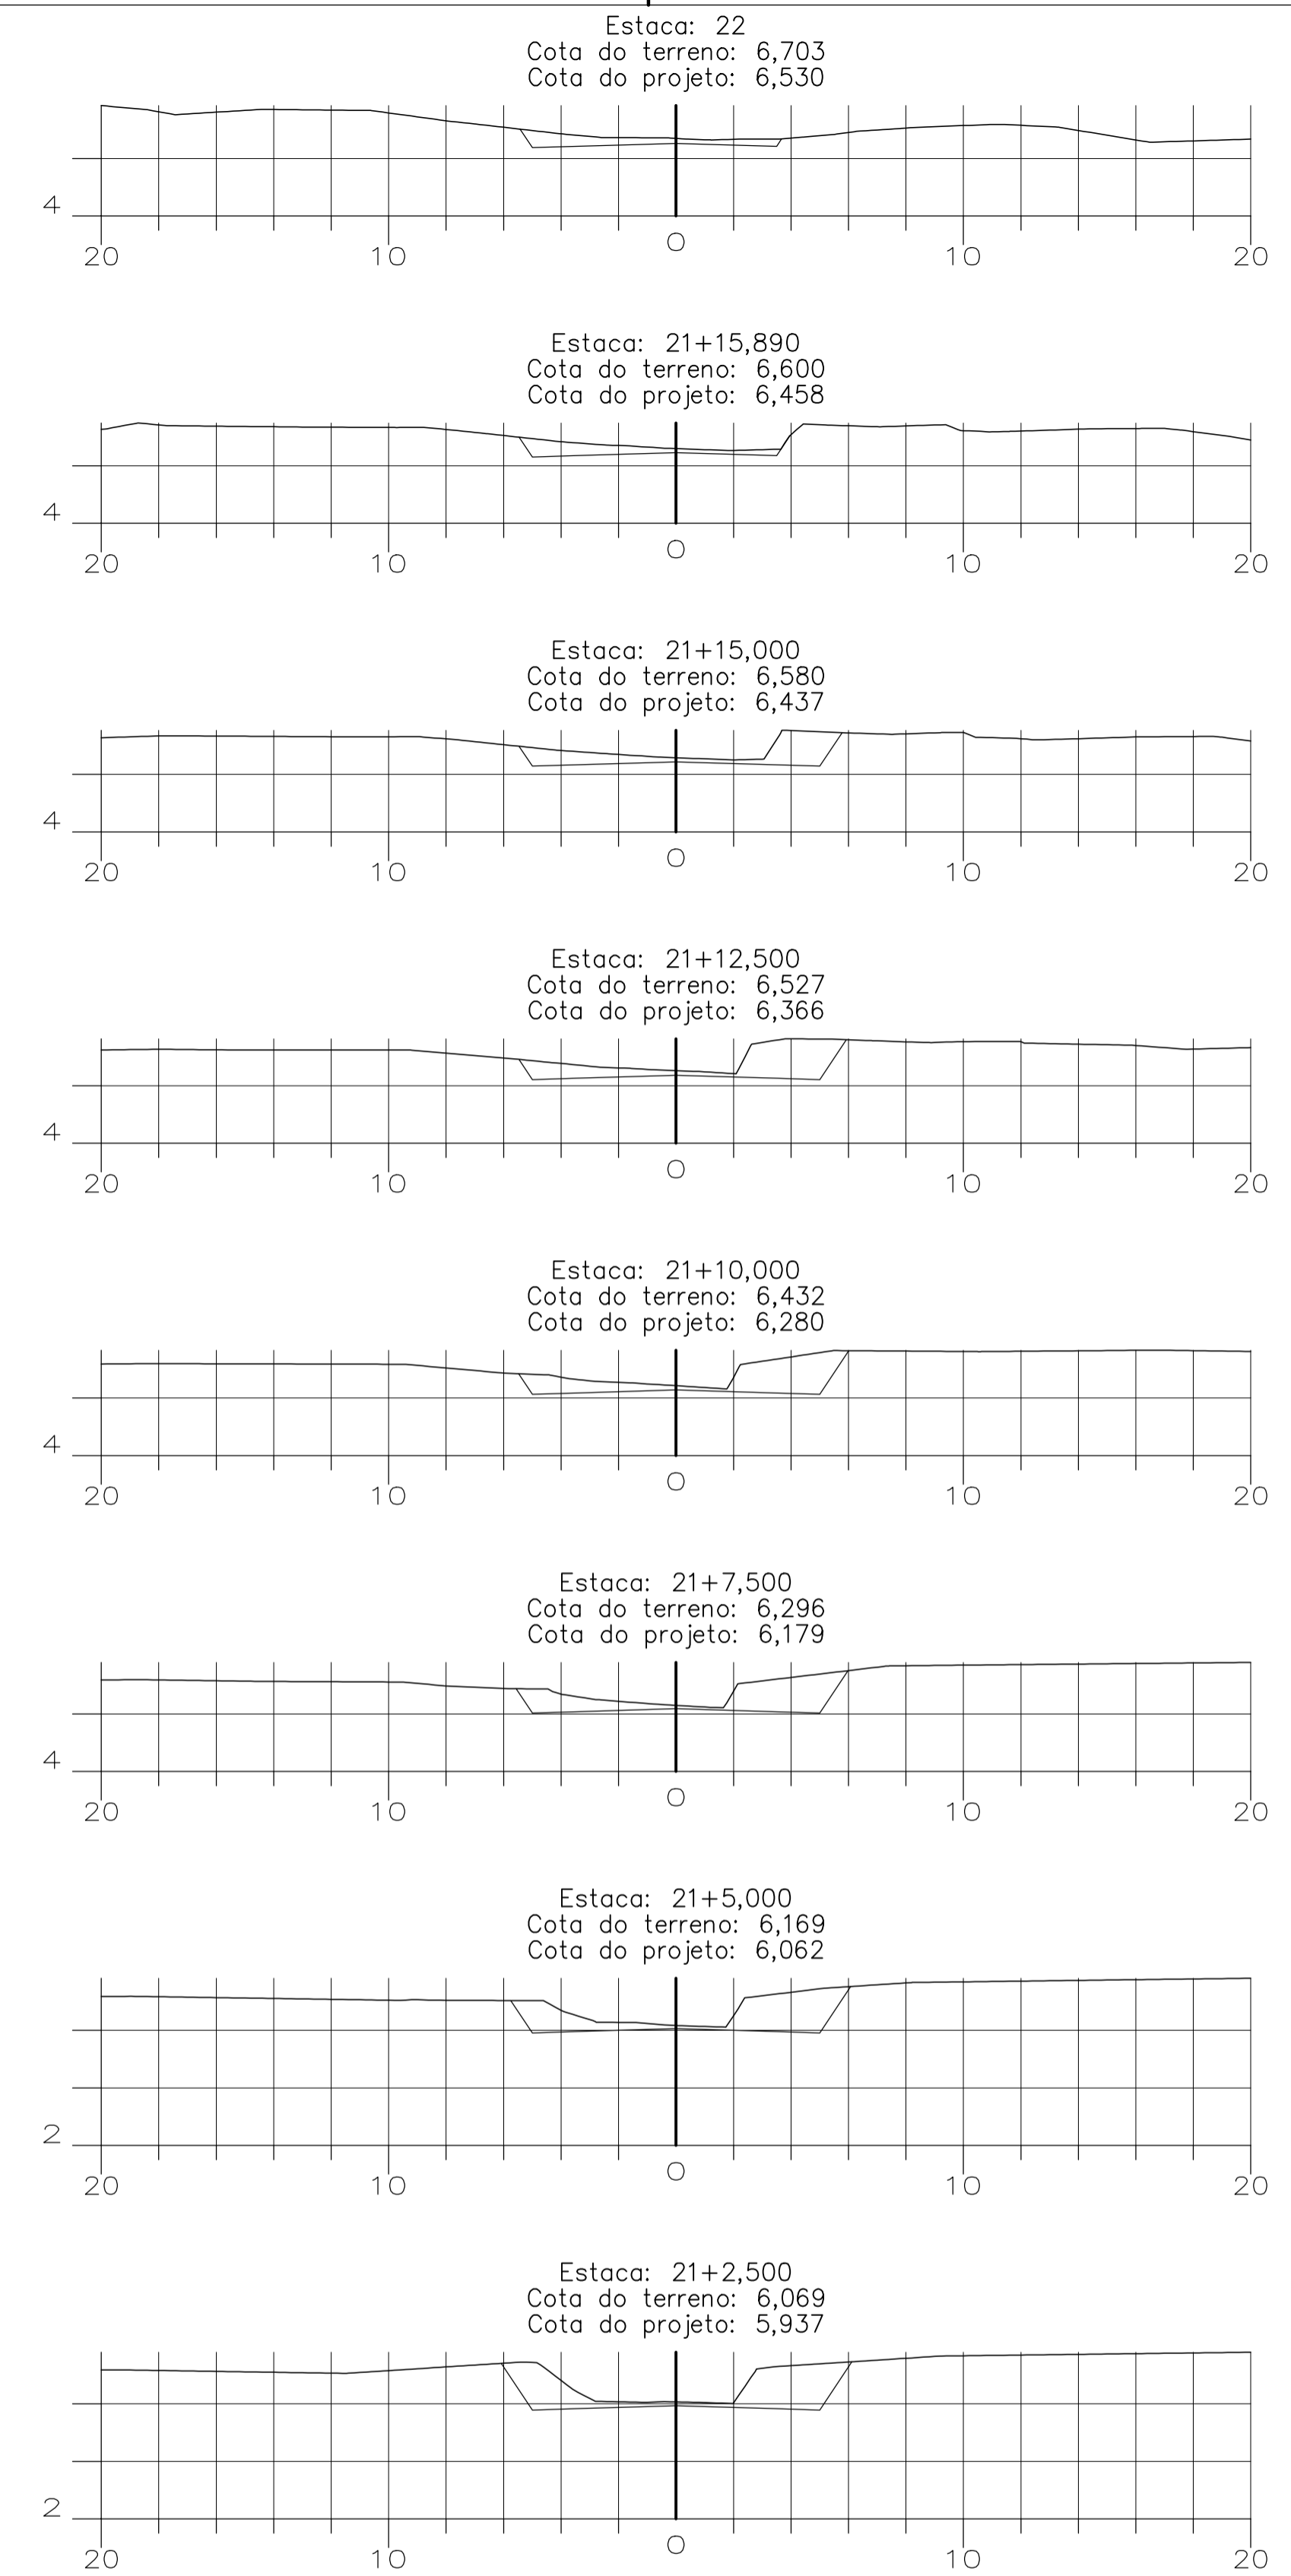 Estaca: 22
Cota do terreno: 6,703
Cota do projeto: 6,530
4
20 10 0 10 20
Estaca: 21+15,890
Cota do terreno: 6,600
Cota do projeto: 6,458
4
20 10 0 10 20
Estaca: 21+15,000
Cota do terreno: 6,580
Cota do projeto: 6,437
4
20 10 0 10 20
Estaca: 21+12,500
Cota do terreno: 6,527
Cota do projeto: 6,366
4
20 10 0 10 20
Estaca: 21+10,000
Cota do terreno: 6,432
Cota do projeto: 6,280
4
20 10 0 10 20
Estaca: 21+7,500
Cota do terreno: 6,296
Cota do projeto: 6,179
4
20 10 0 10 20
Estaca: 21+5,000
Cota do terreno: 6,169
Cota do projeto: 6,062
2
20 10 0 10 20
Estaca: 21+2,500
Cota do terreno: 6,069
Cota do projeto: 5,937
2
20 10 0 10 20